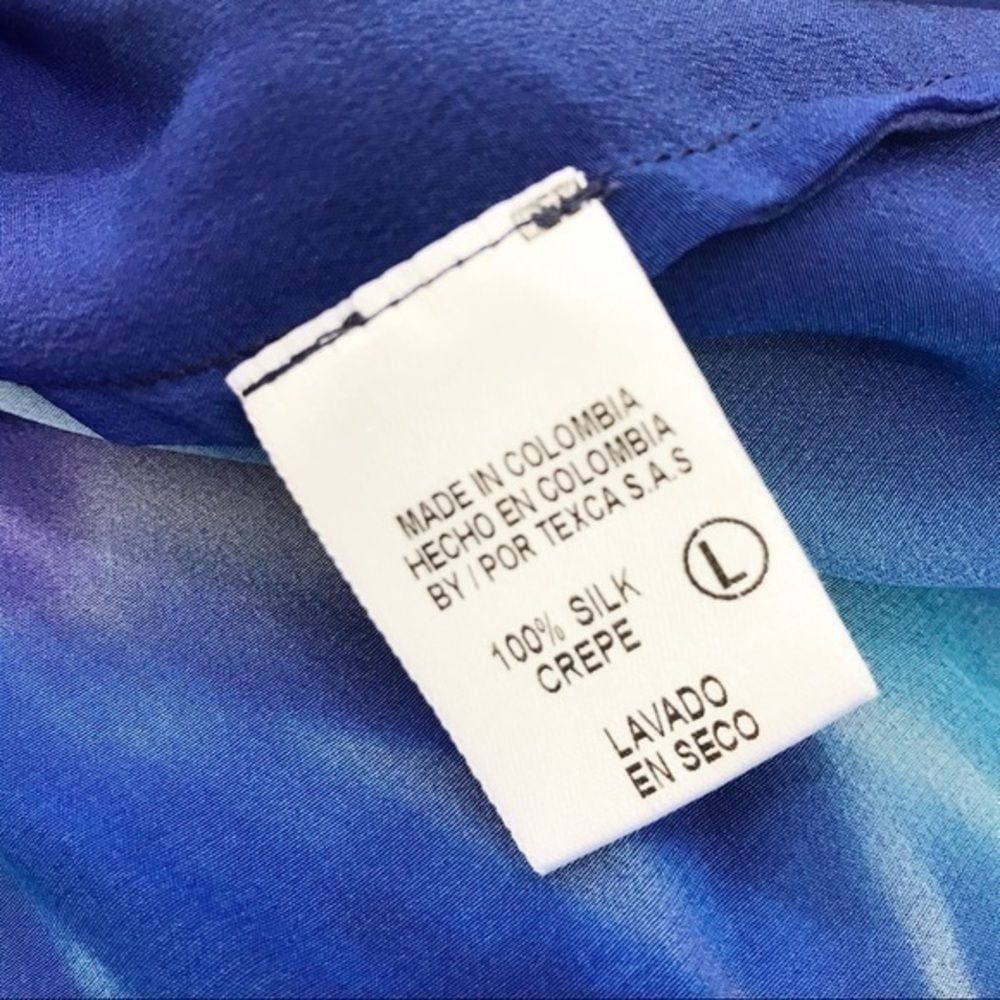 MADE IN COLOMBIA
HECHO EN COLOMBIA
BY / POR TEXCA S.A.S
L
100% SILK
CREPE
LAVADO
EN SECO